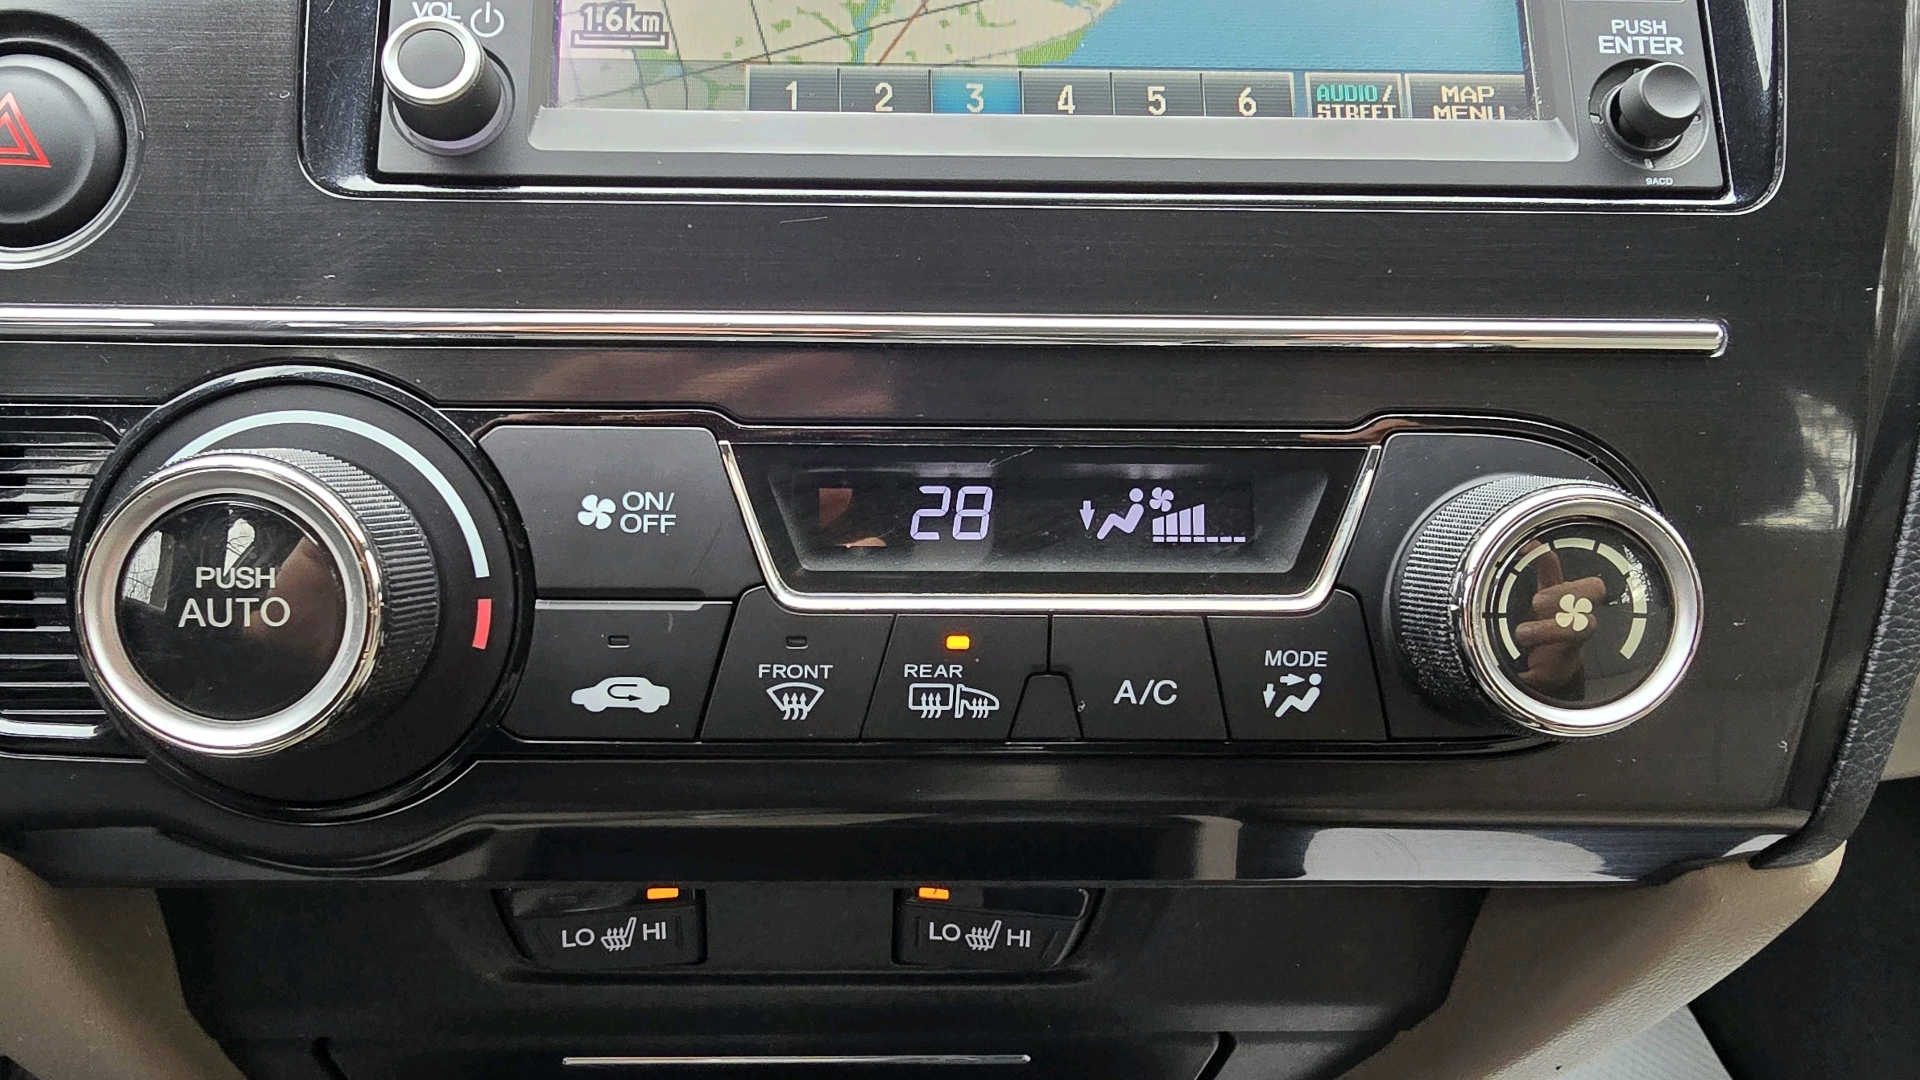 VOL
1.6km
1 2 3 4 5 6
AUDIO/
STREET
MAP
MENU
PUSH
ENTER
9ACD
PUSH
AUTO
ON/
OFF
28
FRONT
REAR
A/C
MODE
LO HI
LO HI